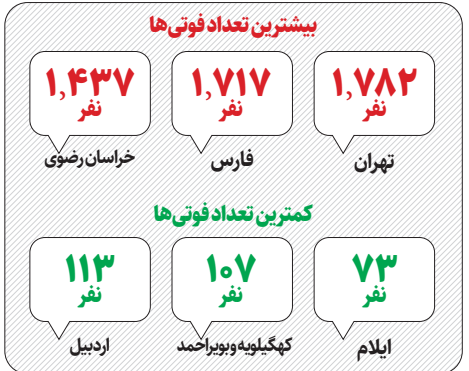 بیشترین تعداد فوتی‌ها
۱,۷۸۲
نفر
تهران
۱,۷۱۷
نفر
فارس
۱,۴۳۷
نفر
خراسان رضوی
کمترین تعداد فوتی‌ها
۷۳
نفر
ایلام
۱۰۷
نفر
کهگیلویه و بویراحمد
۱۱۳
نفر
اردبیل